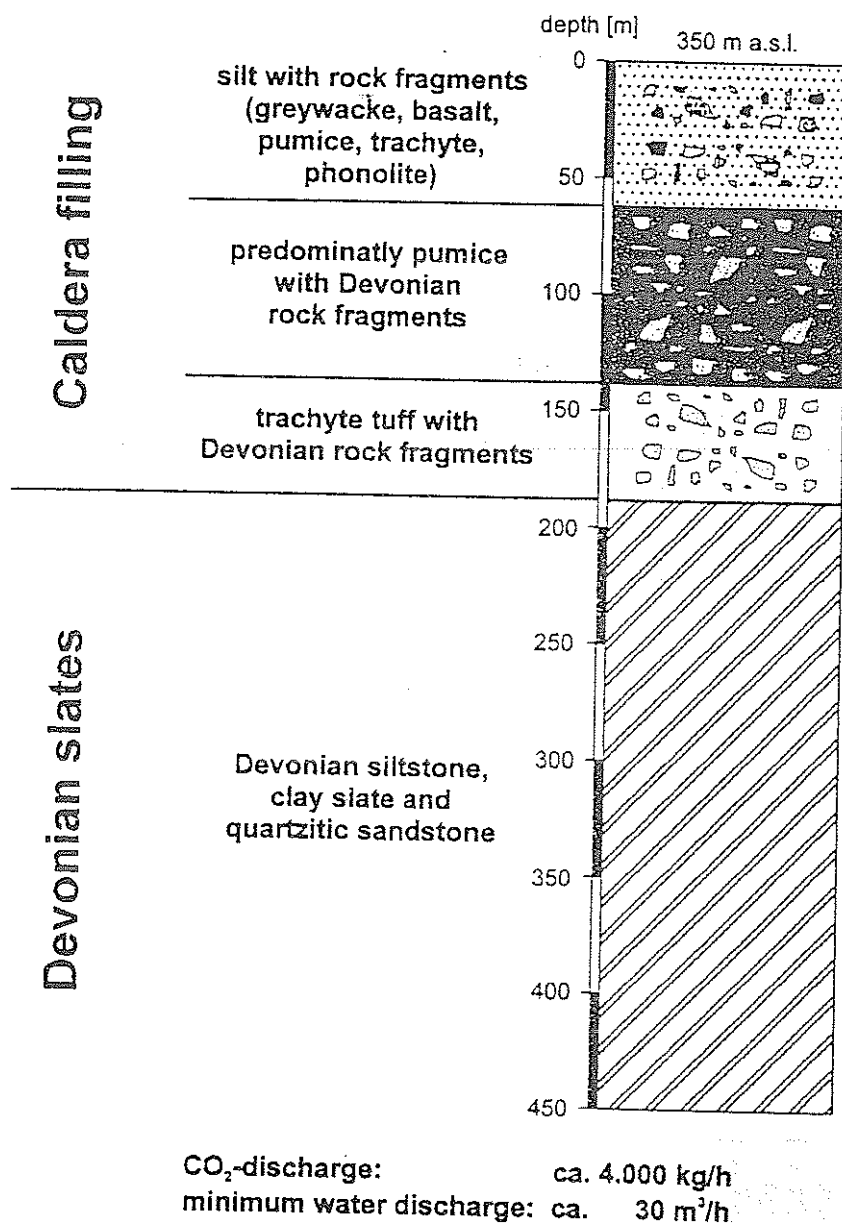 depth [m]
350 m a.s.l.
0
50
100
150
200
250
300
350
400
450
Caldera filling
silt with rock fragments
(greywacke, basalt,
pumice, trachyte,
phonolite)
predominatly pumice
with Devonian
rock fragments
trachyte tuff with
Devonian rock fragments
Devonian slates
Devonian siltstone,
clay slate and
quartzitic sandstone
CO₂-discharge: ca. 4.000 kg/h
minimum water discharge: ca. 30 m³/h